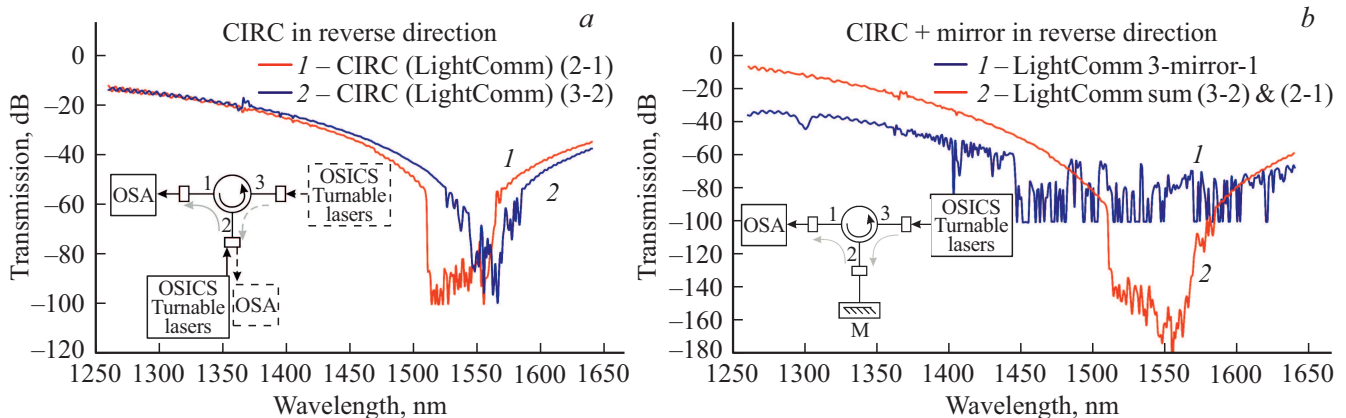 a
CIRC in reverse direction
1 – CIRC (LightComm) (2-1)
2 – CIRC (LightComm) (3-2)
Transmission, dB
0
–20
–40
–60
–80
–100
–120
1
2
OSA
1
3
2
OSICS
Turnable
lasers
OSICS
Turnable
lasers
OSA
1250
1300
1350
1400
1450
1500
1550
1600
1650
Wavelength, nm
b
CIRC + mirror in reverse direction
1 – LightComm 3-mirror-1
2 – LightComm sum (3-2) & (2-1)
Transmission, dB
0
–20
–40
–60
–80
–100
–120
–140
–160
–180
1
2
OSA
1
3
2
OSICS
Turnable
lasers
M
1250
1300
1350
1400
1450
1500
1550
1600
1650
Wavelength, nm